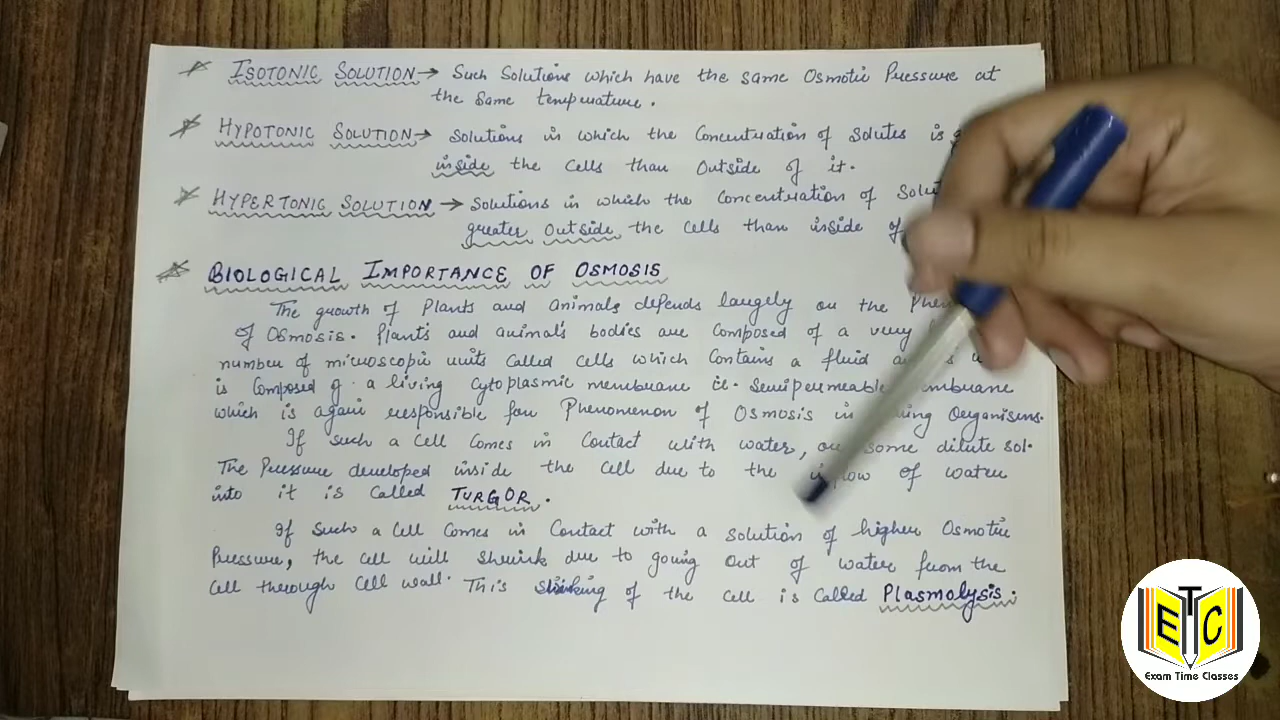 ISOTONIC SOLUTION → Such Solutions which have the same Osmotic Pressure at
the same temperature.
HYPOTONIC SOLUTION → Solutions in which the Concentration of Solutes is
inside the Cells than Outside of it.
HYPERTONIC SOLUTION → Solutions in which the Concentration of
greater outside the cells than inside of
BIOLOGICAL IMPORTANCE OF OSMOSIS
The growth of Plants and animals depends largely on the
of Osmosis. Plants and animals bodies are Composed of a very
number of microscopic units Called cells which Contains a fluid
is Composed of a living Cytoplasmic membrane i.e. Semipermeable
which is again responsible for Phenomenon of Osmosis in Organisms.
If such a Cell Comes in Contact with water, or some dilute sol.
The Pressure developed inside the Cell due to the inflow of water
into it is Called TURGOR.
If such a Cell Comes in Contact with a solution of higher Osmotic
Pressure, the Cell will Shrink due to going Out of water from the
Cell through Cell wall. This Shinking of the Cell is Called Plasmolysis.
ETC
Exam Time Classes